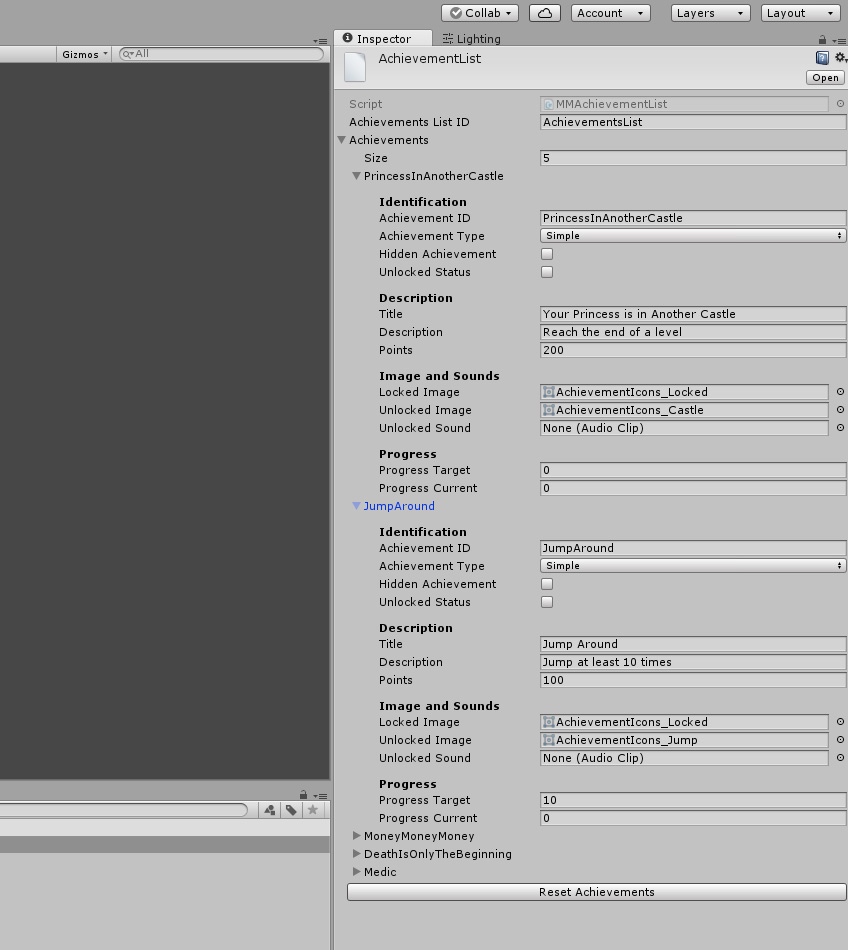 Collab Account Layers Layout
Inspector Lighting
Gizmos All
AchievementList
Open
Script MMAchievementList
Achievements List ID AchievementsList
Achievements
Size 5
PrincessInAnotherCastle
Identification
Achievement ID PrincessInAnotherCastle
Achievement Type Simple
Hidden Achievement
Unlocked Status
Description
Title Your Princess is in Another Castle
Description Reach the end of a level
Points 200
Image and Sounds
Locked Image AchievementIcons_Locked
Unlocked Image AchievementIcons_Castle
Unlocked Sound None (Audio Clip)
Progress
Progress Target 0
Progress Current 0
JumpAround
Identification
Achievement ID JumpAround
Achievement Type Simple
Hidden Achievement
Unlocked Status
Description
Title Jump Around
Description Jump at least 10 times
Points 100
Image and Sounds
Locked Image AchievementIcons_Locked
Unlocked Image AchievementIcons_Jump
Unlocked Sound None (Audio Clip)
Progress
Progress Target 10
Progress Current 0
MoneyMoneyMoney
DeathIsOnlyTheBeginning
Medic
Reset Achievements